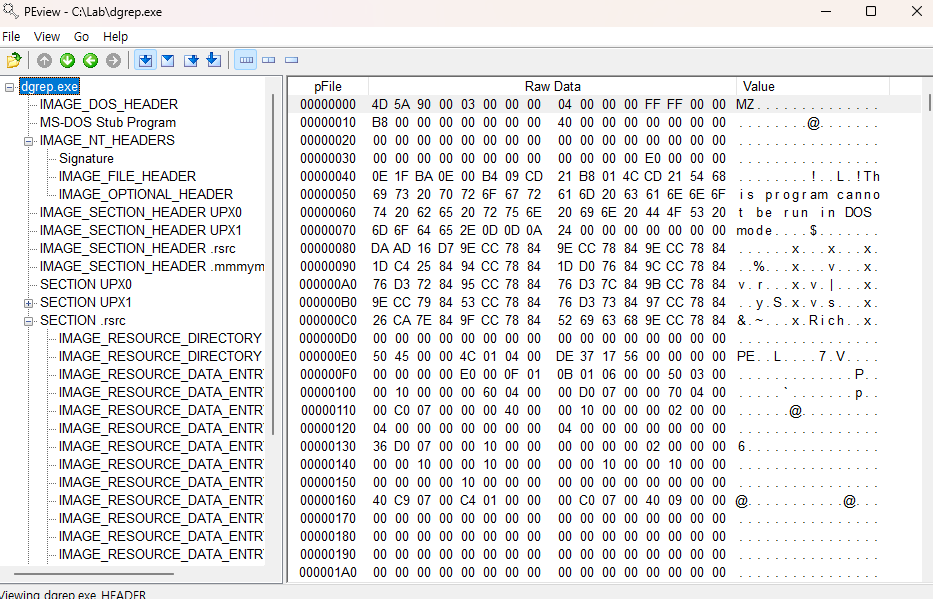 PEview - C:\Lab\dgrep.exe
File View Go Help
dgrep.exe
IMAGE_DOS_HEADER
MS-DOS Stub Program
IMAGE_NT_HEADERS
Signature
IMAGE_FILE_HEADER
IMAGE_OPTIONAL_HEADER
IMAGE_SECTION_HEADER UPX0
IMAGE_SECTION_HEADER UPX1
IMAGE_SECTION_HEADER .rsrc
IMAGE_SECTION_HEADER .mmmym
SECTION UPX0
SECTION UPX1
SECTION .rsrc
IMAGE_RESOURCE_DIRECTORY
IMAGE_RESOURCE_DIRECTORY
IMAGE_RESOURCE_DATA_ENTR
IMAGE_RESOURCE_DATA_ENTR
IMAGE_RESOURCE_DATA_ENTR
IMAGE_RESOURCE_DATA_ENTR
IMAGE_RESOURCE_DATA_ENTR
IMAGE_RESOURCE_DATA_ENTR
IMAGE_RESOURCE_DATA_ENTR
IMAGE_RESOURCE_DATA_ENTR
IMAGE_RESOURCE_DATA_ENTR
IMAGE_RESOURCE_DATA_ENTR
IMAGE_RESOURCE_DATA_ENTR
pFile Raw Data Value
00000000 4D 5A 90 00 03 00 00 00 04 00 00 00 FF FF 00 00 MZ..............
00000010 B8 00 00 00 00 00 00 00 40 00 00 00 00 00 00 00 ........@.......
00000020 00 00 00 00 00 00 00 00 00 00 00 00 00 00 00 00 ................
00000030 00 00 00 00 00 00 00 00 00 00 00 00 E0 00 00 00 ................
00000040 0E 1F BA 0E 00 B4 09 CD 21 B8 01 4C CD 21 54 68 ........!..L.!Th
00000050 69 73 20 70 72 6F 67 72 61 6D 20 63 61 6E 6E 6F is program canno
00000060 74 20 62 65 20 72 75 6E 20 69 6E 20 44 4F 53 20 t be run in DOS
00000070 6D 6F 64 65 2E 0D 0D 0A 24 00 00 00 00 00 00 00 mode....$.......
00000080 DA AD 16 D7 9E CC 78 84 9E CC 78 84 9E CC 78 84 ......x...x...x.
00000090 1D C4 25 84 94 CC 78 84 1D D0 76 84 9C CC 78 84 ..%...x...v...x.
000000A0 76 D3 72 84 95 CC 78 84 76 D3 7C 84 9B CC 78 84 v.r...x.v.|...x.
000000B0 9E CC 79 84 53 CC 78 84 76 D3 73 84 97 CC 78 84 ..y.S.x.v.s...x.
000000C0 26 CA 7E 84 9F CC 78 84 52 69 63 68 9E CC 78 84 &.~...x.Rich..x.
000000D0 00 00 00 00 00 00 00 00 00 00 00 00 00 00 00 00 ................
000000E0 50 45 00 00 4C 01 04 00 DE 37 17 56 00 00 00 00 PE..L....7.V....
000000F0 00 00 00 00 E0 00 0F 01 0B 01 06 00 00 50 03 00 .............P..
00000100 00 10 00 00 00 60 04 00 00 D0 07 00 00 70 04 00 .....`.......p..
00000110 00 C0 07 00 00 00 40 00 00 10 00 00 00 02 00 00 ......@.........
00000120 04 00 00 00 00 00 00 00 04 00 00 00 00 00 00 00 ................
00000130 36 D0 07 00 00 10 00 00 00 00 00 00 02 00 00 00 6...............
00000140 00 00 10 00 00 10 00 00 00 00 10 00 00 10 00 00 ................
00000150 00 00 00 00 10 00 00 00 00 00 00 00 00 00 00 00 ................
00000160 40 C9 07 00 C4 01 00 00 00 C0 07 00 40 09 00 00 @...........@...
00000170 00 00 00 00 00 00 00 00 00 00 00 00 00 00 00 00 ................
00000180 00 00 00 00 00 00 00 00 00 00 00 00 00 00 00 00 ................
00000190 00 00 00 00 00 00 00 00 00 00 00 00 00 00 00 00 ................
000001A0 00 00 00 00 00 00 00 00 00 00 00 00 00 00 00 00 ................
Viewing dgrep.exe HEADER